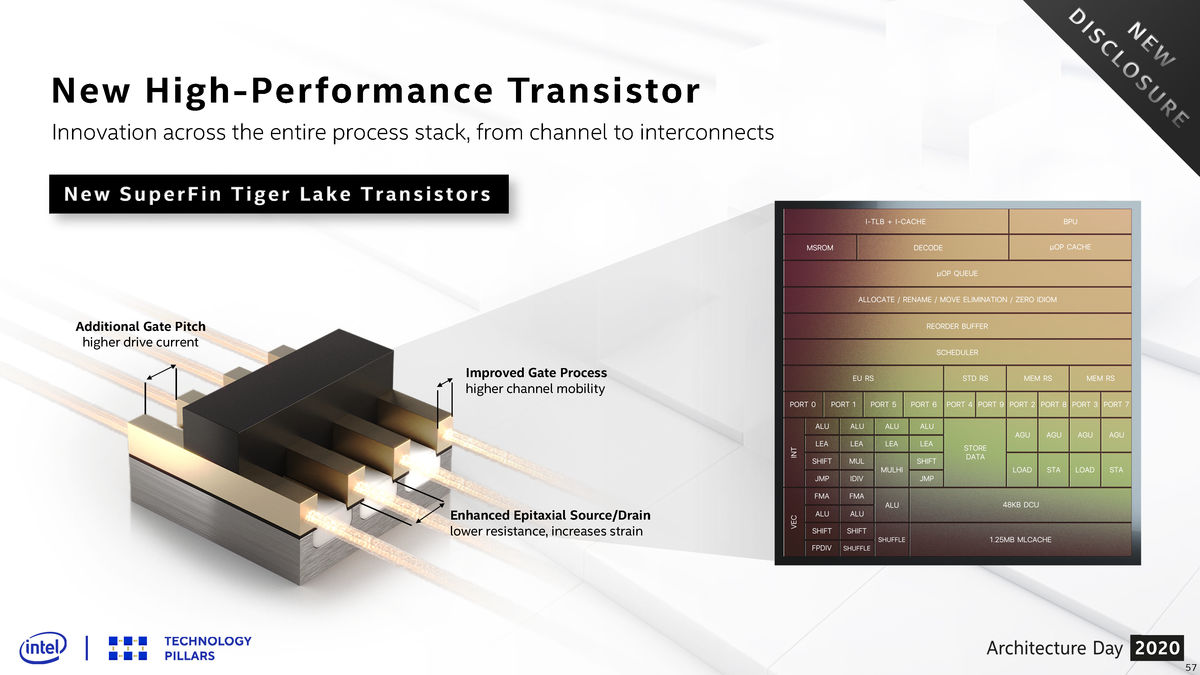 NEW
DISCLOSURE
New High-Performance Transistor
Innovation across the entire process stack, from channel to interconnects
New SuperFin Tiger Lake Transistors
Additional Gate Pitch
higher drive current
Improved Gate Process
higher channel mobility
Enhanced Epitaxial Source/Drain
lower resistance, increases strain
I-TLB + I-CACHE BPU
MSROM DECODE µOP CACHE
µOP QUEUE
ALLOCATE / RENAME / MOVE ELIMINATION / ZERO IDIOM
REORDER BUFFER
SCHEDULER
EU RS STD RS MEM RS MEM RS
PORT 0 PORT 1 PORT 5 PORT 6 PORT 4 PORT 9 PORT 2 PORT 8 PORT 3 PORT 7
INT
ALU ALU ALU ALU
LEA LEA LEA LEA
SHIFT MUL MULHI SHIFT
JMP IDIV JMP
STORE
DATA
AGU AGU AGU AGU
LOAD STA LOAD STA
VEC
FMA FMA ALU
ALU ALU
SHIFT SHIFT SHUFFLE
FPDIV SHUFFLE
48KB DCU
1.25MB MLCACHE
intel
TECHNOLOGY
PILLARS
Architecture Day 2020
57